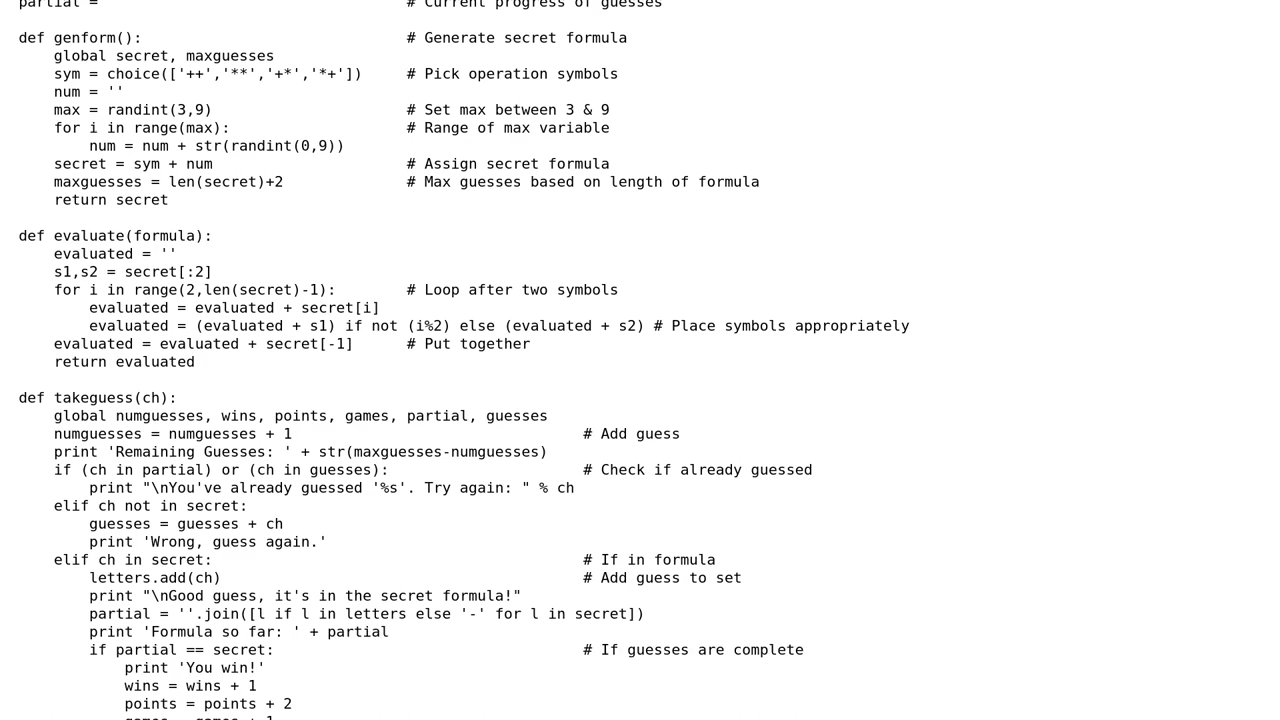 partial = ''                                   # Current progress of guesses

def genform():                              # Generate secret formula
    global secret, maxguesses
    sym = choice(['++','**','+*','*+'])     # Pick operation symbols
    num = ''
    max = randint(3,9)                      # Set max between 3 & 9
    for i in range(max):                    # Range of max variable
        num = num + str(randint(0,9))
    secret = sym + num                      # Assign secret formula
    maxguesses = len(secret)+2              # Max guesses based on length of formula
    return secret

def evaluate(formula):
    evaluated = ''
    s1,s2 = secret[:2]
    for i in range(2,len(secret)-1):        # Loop after two symbols
        evaluated = evaluated + secret[i]
        evaluated = (evaluated + s1) if not (i%2) else (evaluated + s2) # Place symbols appropriately
    evaluated = evaluated + secret[-1]      # Put together
    return evaluated

def takeguess(ch):
    global numguesses, wins, points, games, partial, guesses
    numguesses = numguesses + 1                                 # Add guess
    print 'Remaining Guesses: ' + str(maxguesses-numguesses)
    if (ch in partial) or (ch in guesses):                      # Check if already guessed
        print "\nYou've already guessed '%s'. Try again: " % ch
    elif ch not in secret:
        guesses = guesses + ch
        print 'Wrong, guess again.'
    elif ch in secret:                                          # If in formula
        letters.add(ch)                                         # Add guess to set
        print "\nGood guess, it's in the secret formula!"
        partial = ''.join([l if l in letters else '-' for l in secret])
        print 'Formula so far: ' + partial
        if partial == secret:                                   # If guesses are complete
            print 'You win!'
            wins = wins + 1
            points = points + 2
            games = games + 1